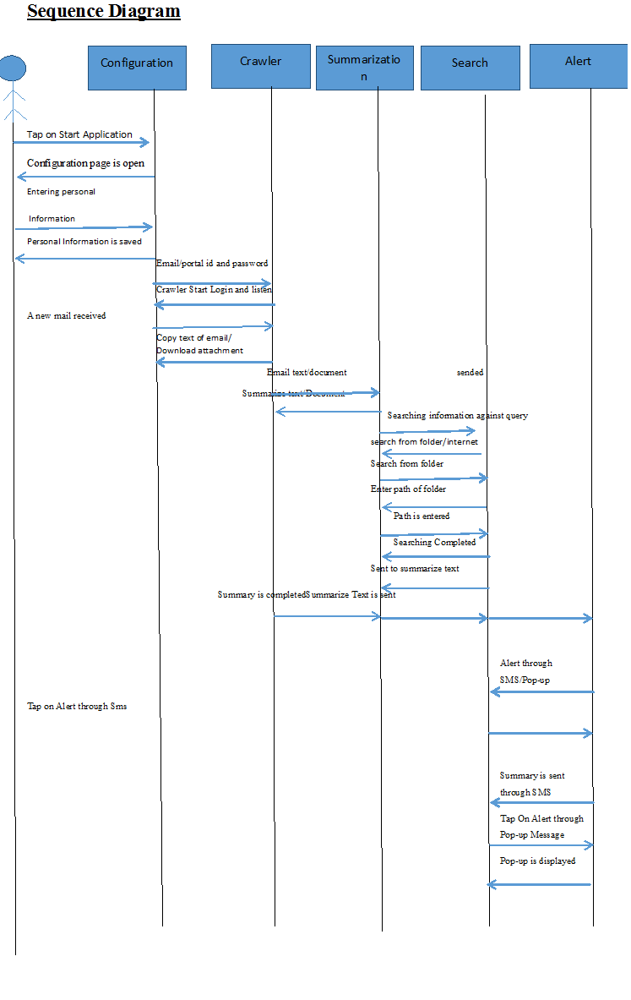 Sequence Diagram
Configuration
Crawler
Summarizatio
n
Search
Alert
Tap on Start Application
Configuration page is open
Entering personal
Information
Personal Information is saved
Email/portal id and password
Crawler Start Login and listen
A new mail received
Copy text of email/
Download attachment
Email text/document sended
Summarize text/Document
Searching information against query
search from folder/internet
Search from folder
Enter path of folder
Path is entered
Searching Completed
Sent to summarize text
Summary is completedSummarize Text is sent
Alert through
SMS/Pop-up
Tap on Alert through Sms
Summary is sent
through SMS
Tap On Alert through
Pop-up Message
Pop-up is displayed